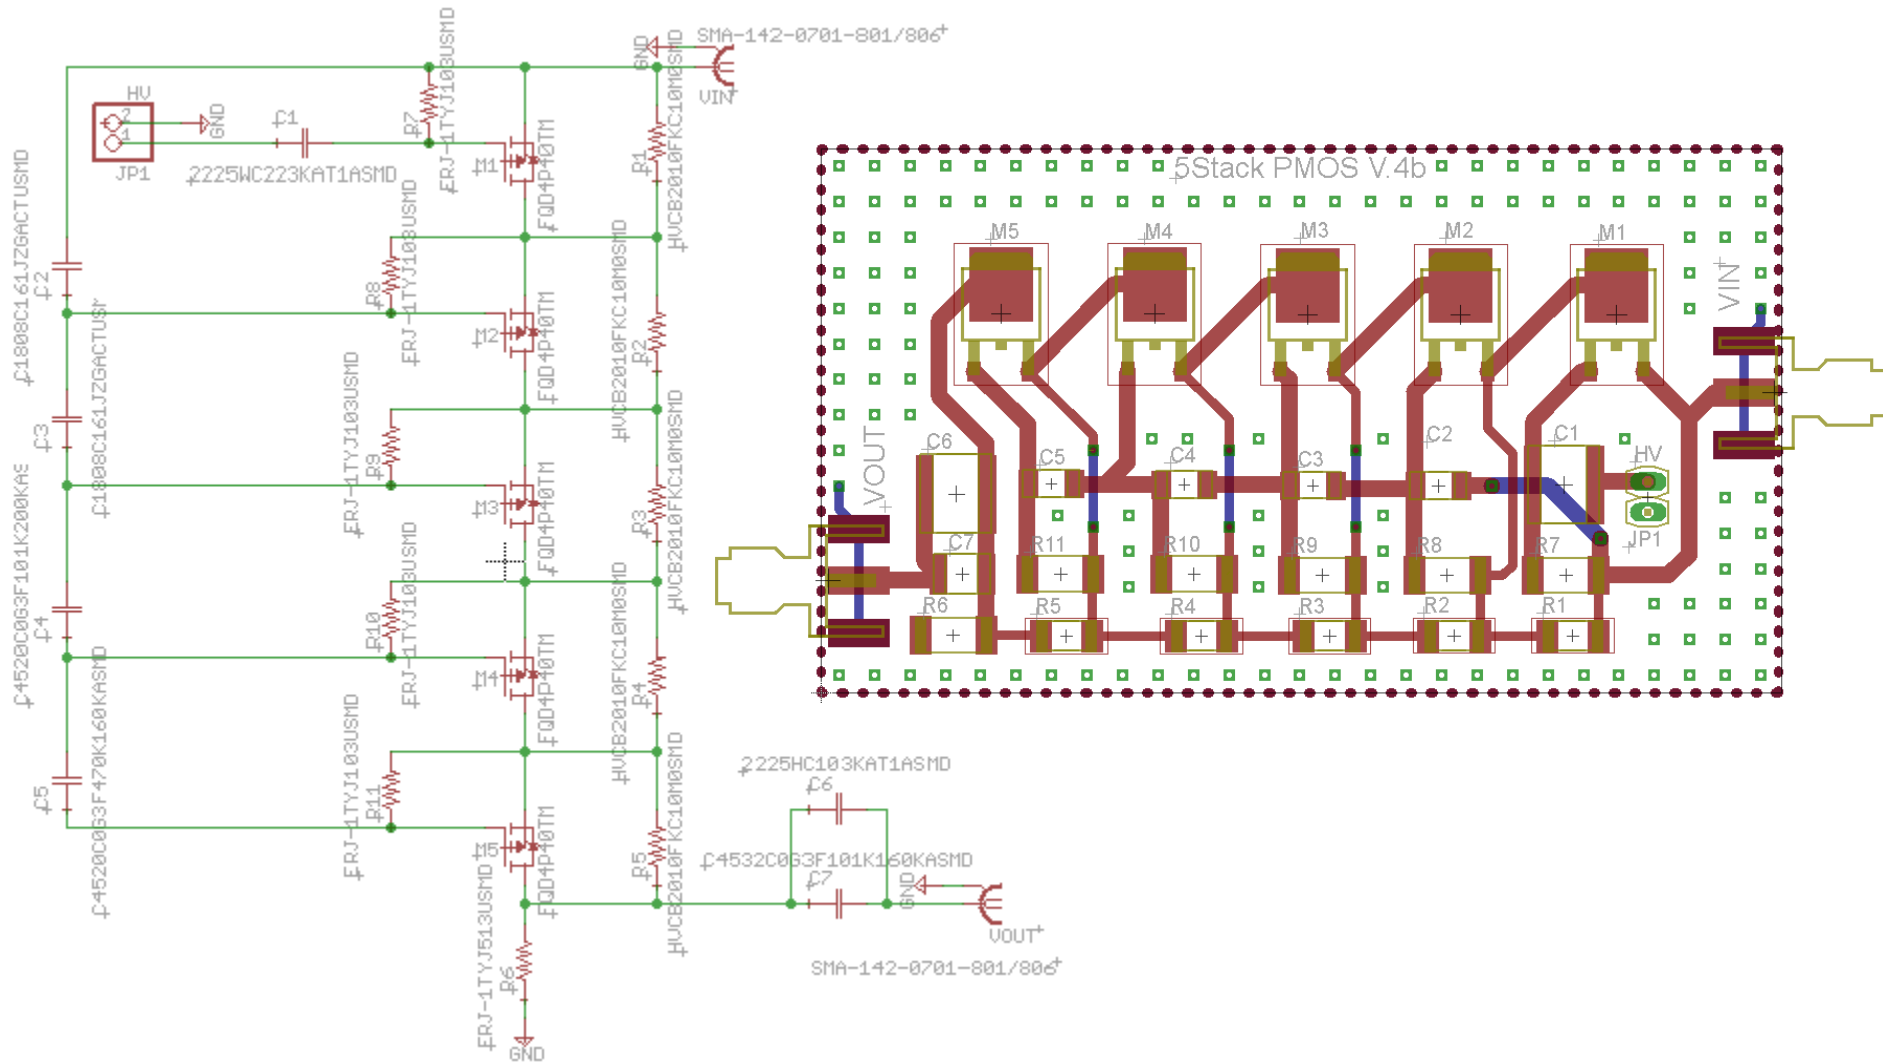 SMA-142-0701-801/806
GND
VIN
HV
2
1
JP1
GND
C1
2225WC223KAT1ASMD
R7
ERJ-1TYJ103USMD
M1
FQD4P40TM
R1
HVCB2010FKC10M0SMD
C2
C1808C161JZGACTUSMD
R8
ERJ-1TYJ103USMD
M2
FQD4P40TM
R2
HVCB2010FKC10M0SMD
C3
C1808C161JZGACTUSM
R9
ERJ-1TYJ103USMD
M3
FQD4P40TM
R3
HVCB2010FKC10M0SMD
C4
C4520C0G3F101K200KAS
R10
ERJ-1TYJ103USMD
M4
FQD4P40TM
R4
HVCB2010FKC10M0SMD
C5
C4520C0G3F470K160KASMD
R11
ERJ-1TYJ103USMD
M5
FQD4P40TM
R5
HVCB2010FKC10M0SMD
2225HC103KAT1ASMD
C6
C4532C0G3F101K160KASMD
C7
GND
VOUT
SMA-142-0701-801/806
R6
ERJ-1TYJ513USMD
GND
5Stack PMOS V.4b
M5 M4 M3 M2 M1
VIN
VOUT
C6 C5 C4 C3 C2 C1 HV
C7 R11 R10 R9 R8 R7 JP1
R6 R5 R4 R3 R2 R1